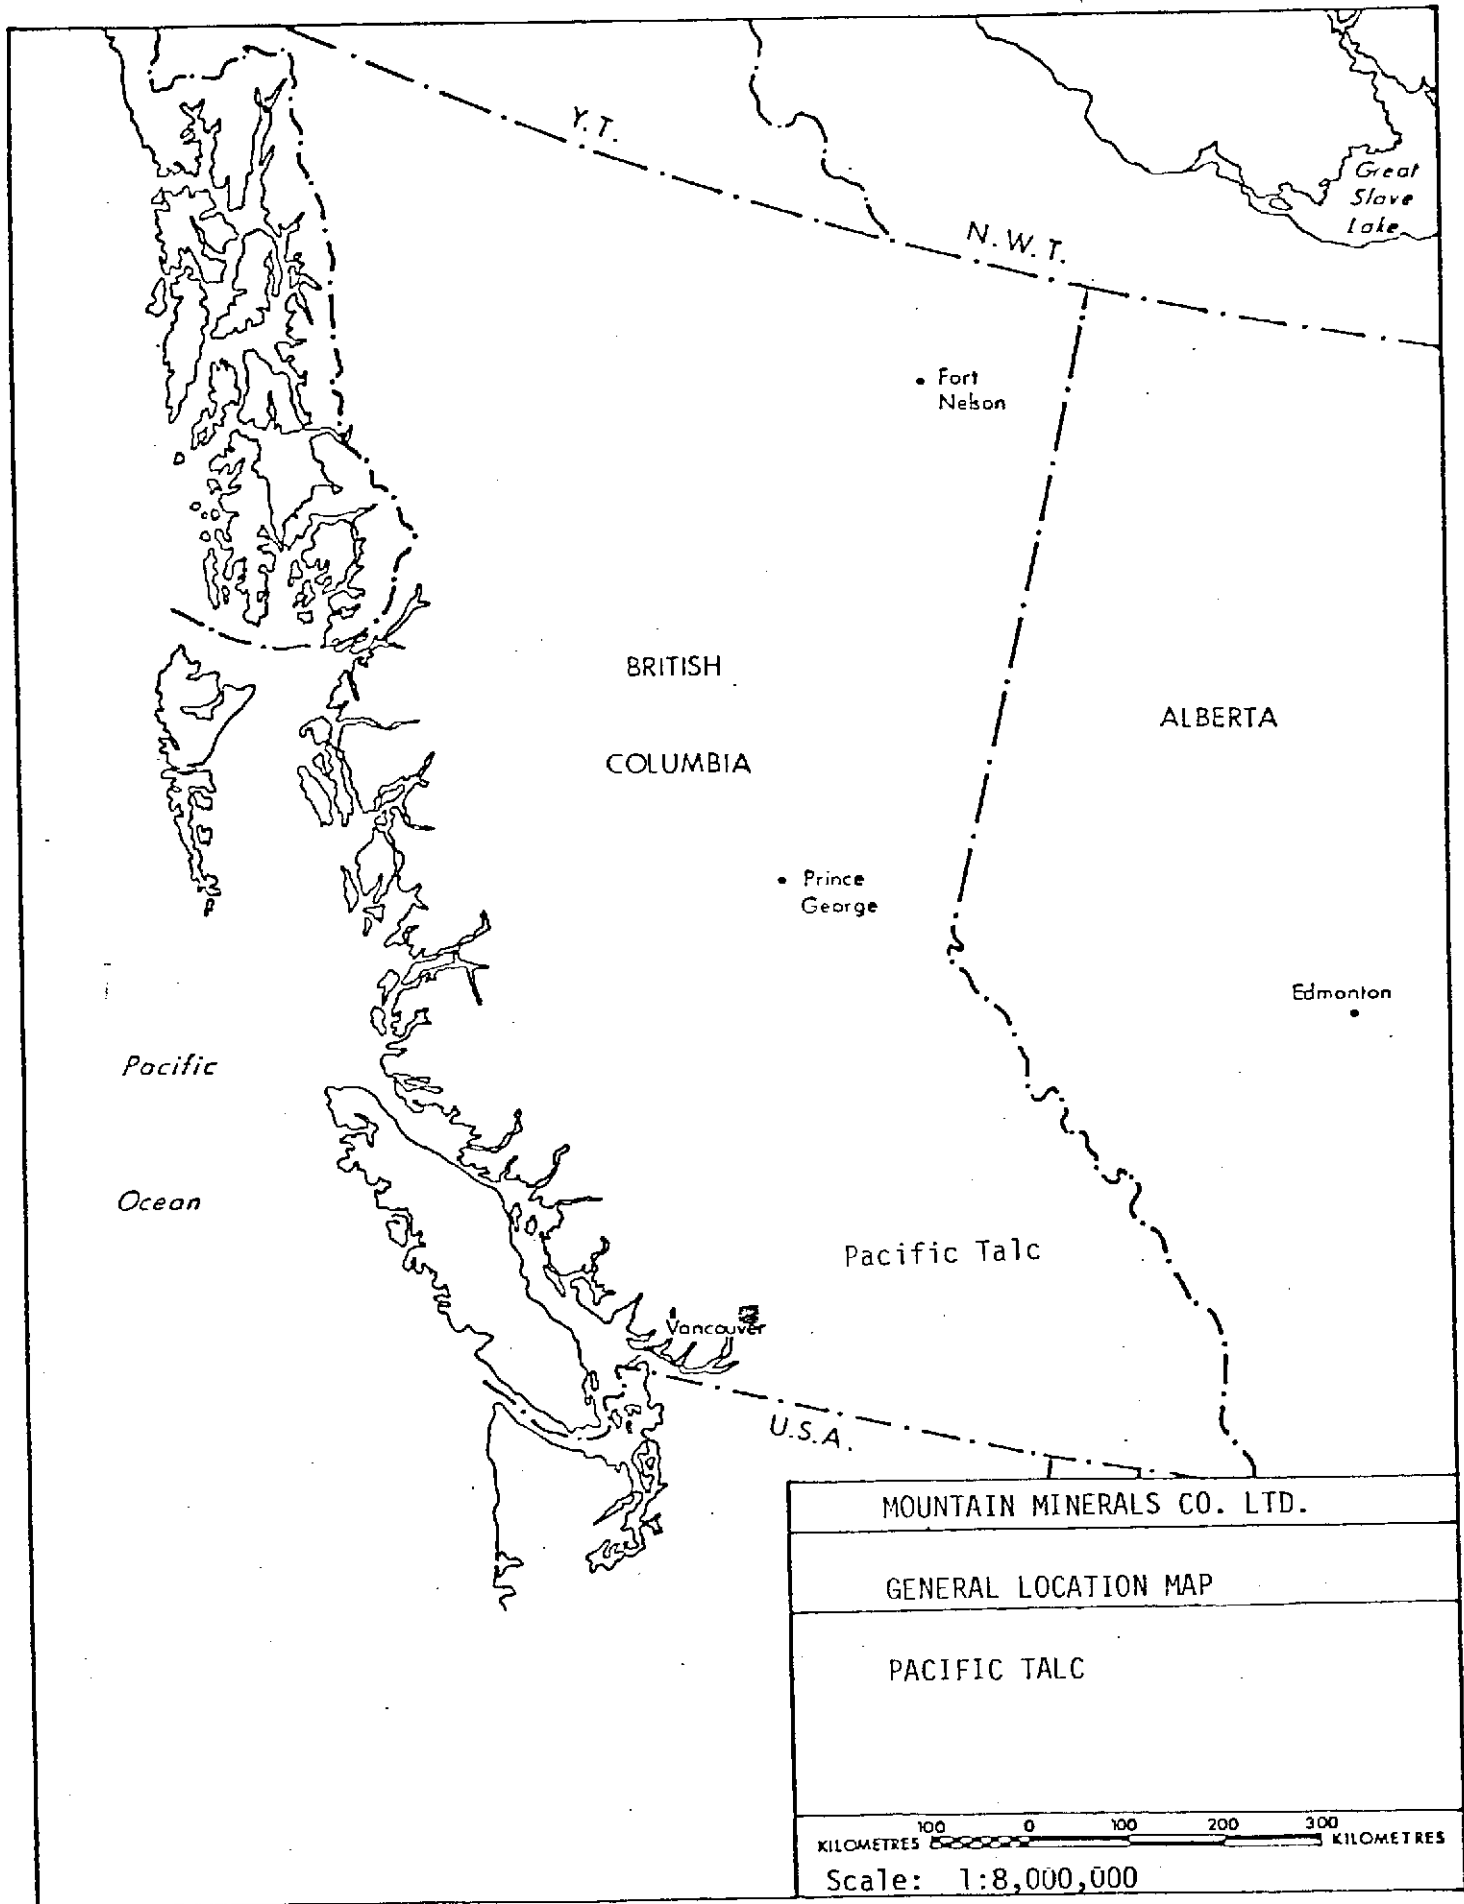 Y.T.
Great
Slave
Lake
N.W.T.
Fort
Nelson
BRITISH
COLUMBIA
ALBERTA
Prince
George
Edmonton
Pacific
Ocean
Pacific Talc
Vancouver
U.S.A.
MOUNTAIN MINERALS CO. LTD.
GENERAL LOCATION MAP
PACIFIC TALC
100 0 100 200 300
KILOMETRES KILOMETRES
Scale: 1:8,000,000